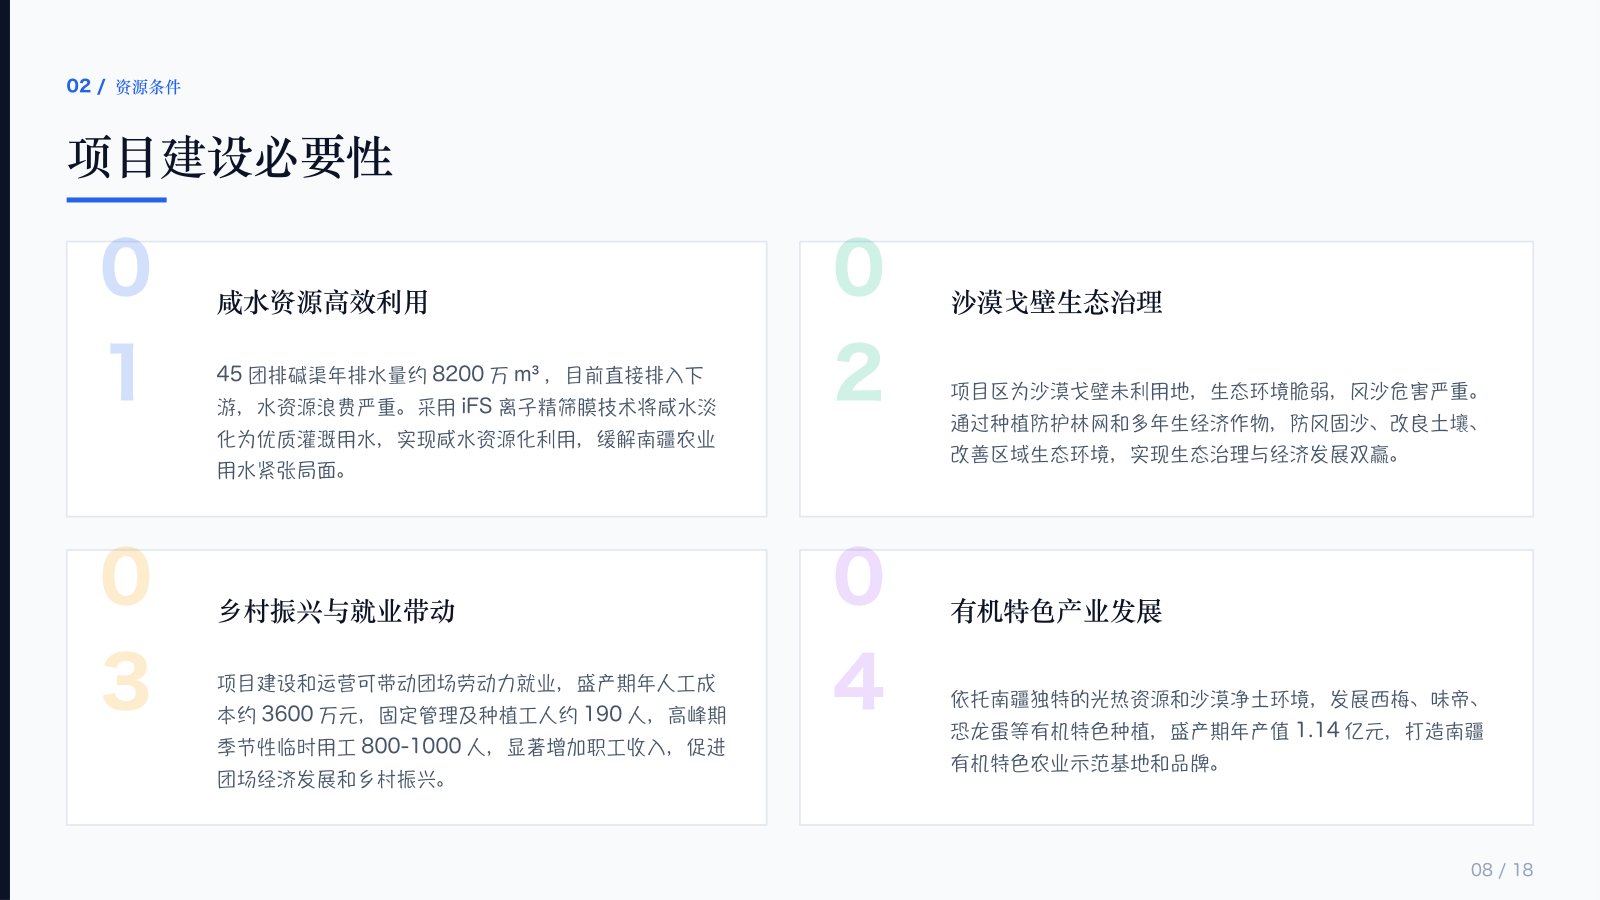 02 / 资源条件
项目建设必要性
01
咸水资源高效利用
45 团排碱渠年排水量约 8200 万 m³，目前直接排入下
游，水资源浪费严重。采用 iFS 离子精筛膜技术将咸水淡
化为优质灌溉用水，实现咸水资源化利用，缓解南疆农业
用水紧张局面。
02
沙漠戈壁生态治理
项目区为沙漠戈壁未利用地，生态环境脆弱，风沙危害严重。
通过种植防护林网和多年生经济作物，防风固沙、改良土壤、
改善区域生态环境，实现生态治理与经济发展双赢。
03
乡村振兴与就业带动
项目建设和运营可带动团场劳动力就业，盛产期年人工成
本约 3600 万元，固定管理及种植工人约 190 人，高峰期
季节性临时用工 800-1000 人，显著增加职工收入，促进
团场经济发展和乡村振兴。
04
有机特色产业发展
依托南疆独特的光热资源和沙漠净土环境，发展西梅、味帝、
恐龙蛋等有机特色种植，盛产期年产值 1.14 亿元，打造南疆
有机特色农业示范基地和品牌。
08 / 18